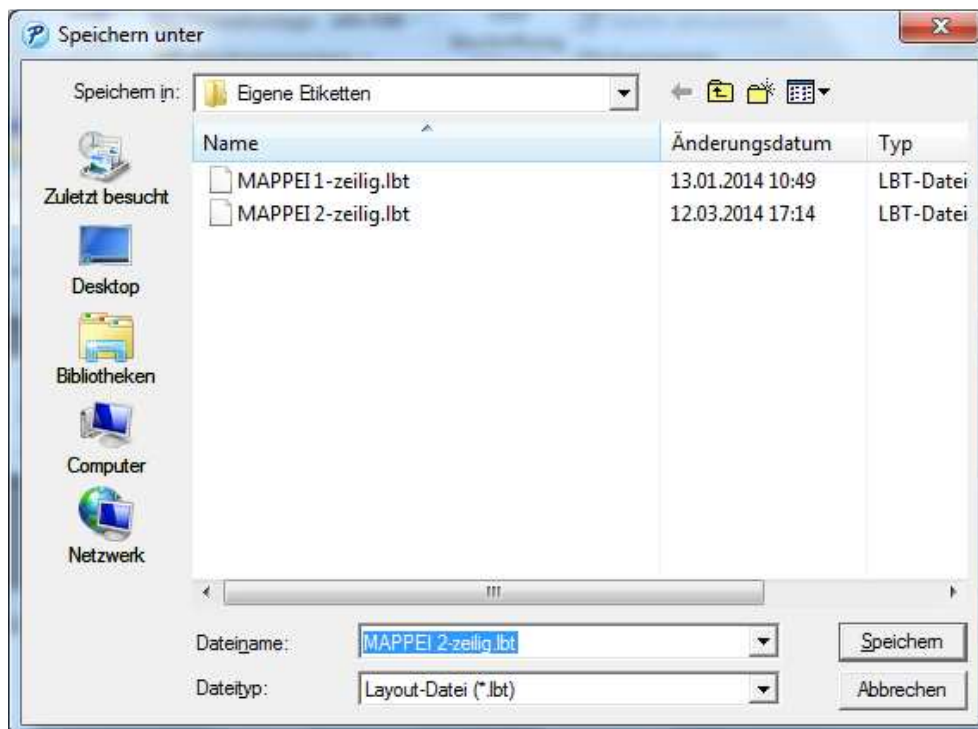 Speichern unter
Speichern in:
Eigene Etiketten
Name Änderungsdatum Typ
MAPPEI 1-zeilig.lbt 13.01.2014 10:49 LBT-Datei
MAPPEI 2-zeilig.lbt 12.03.2014 17:14 LBT-Datei
Zuletzt besucht
Desktop
Bibliotheken
Computer
Netzwerk
Dateiname: MAPPEI 2-zeilig.lbt Speichern
Dateityp: Layout-Datei (*.lbt) Abbrechen